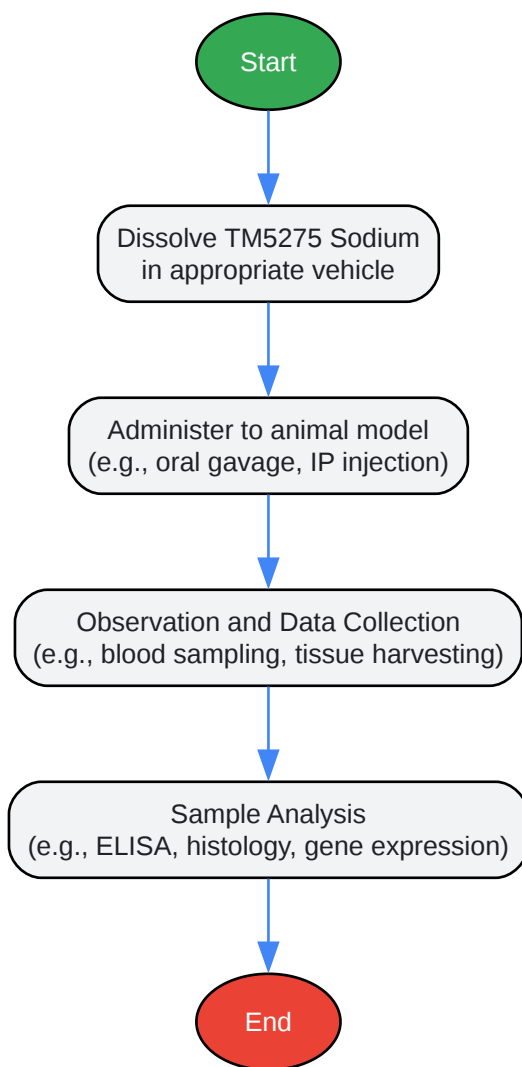 Start
Dissolve TM5275 Sodium
in appropriate vehicle
Administer to animal model
(e.g., oral gavage, IP injection)
Observation and Data Collection
(e.g., blood sampling, tissue harvesting)
Sample Analysis
(e.g., ELISA, histology, gene expression)
End